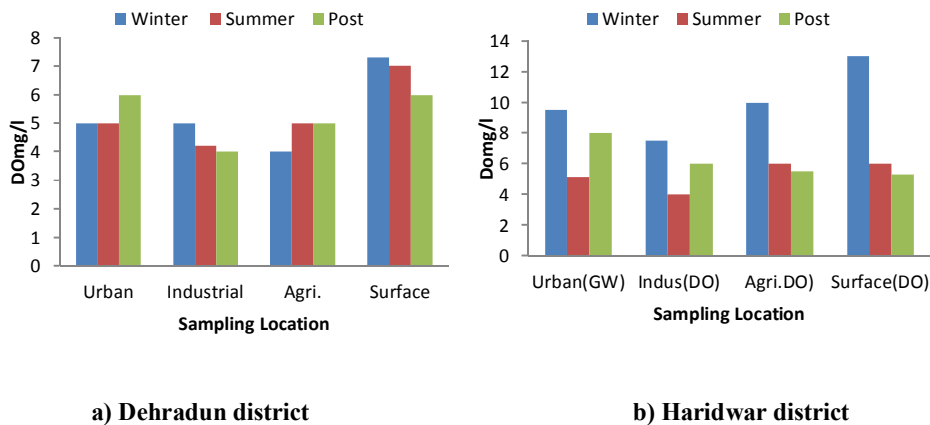 Winter Summer Post
8
7
6
5
4
3
2
1
0
DOmg/l
Urban Industrial Agri. Surface
Sampling Location
a) Dehradun district
Winter Summer Post
14
12
10
8
6
4
2
0
Domg/l
Urban(GW) Indus(DO) Agri.DO) Surface(DO)
Sampling Location
b) Haridwar district